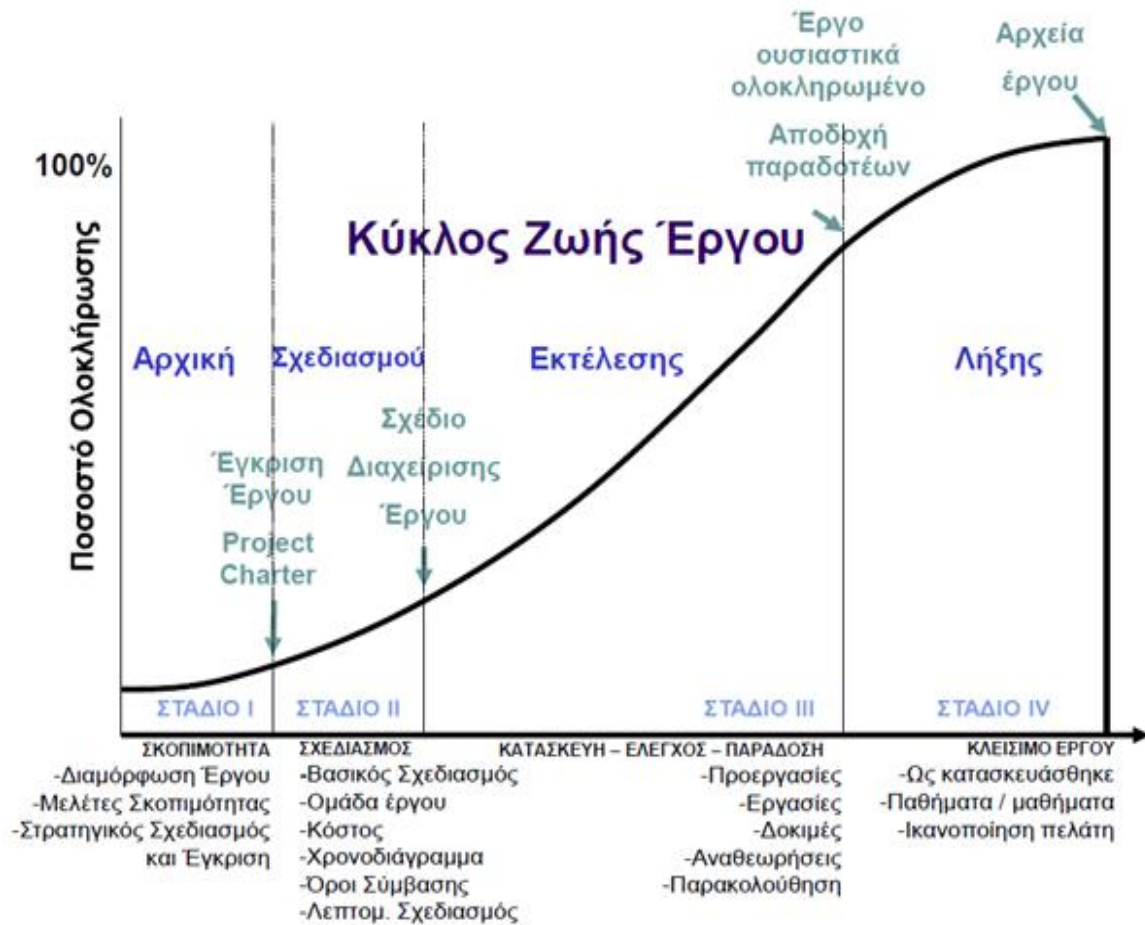 Έργο
ουσιαστικά
ολοκληρωμένο
Αποδοχή
παραδοτέων
Αρχεία
έργου
100%
Ποσοστό Ολοκλήρωσης
Κύκλος Ζωής Έργου
Αρχική
Σχεδιασμού
Εκτέλεσης
Λήξης
Έγκριση
Έργου
Project
Charter
Σχέδιο
Διαχείρισης
Έργου
ΣΤΑΔΙΟ Ι
ΣΤΑΔΙΟ ΙΙ
ΣΤΑΔΙΟ ΙΙΙ
ΣΤΑΔΙΟ ΙV
ΣΚΟΠΙΜΟΤΗΤΑ
-Διαμόρφωση Έργου
-Μελέτες Σκοπιμότητας
-Στρατηγικός Σχεδιασμός
και Έγκριση
ΣΧΕΔΙΑΣΜΟΣ
-Βασικός Σχεδιασμός
-Ομάδα έργου
-Κόστος
-Χρονοδιάγραμμα
-Όροι Σύμβασης
-Λεπτομ. Σχεδιασμός
ΚΑΤΑΣΚΕΥΗ – ΕΛΕΓΧΟΣ – ΠΑΡΑΔΟΣΗ
-Προεργασίες
-Εργασίες
-Δοκιμές
-Αναθεωρήσεις
-Παρακολούθηση
ΚΛΕΙΣΙΜΟ ΕΡΓΟΥ
-Ως κατασκευάσθηκε
-Παθήματα / μαθήματα
-Ικανοποίηση πελάτη